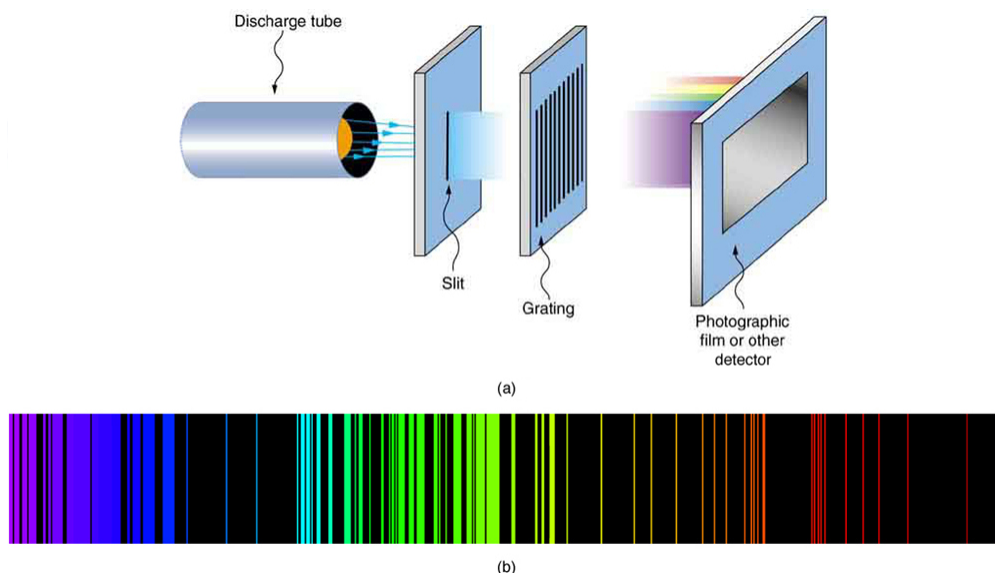 Discharge tube
Slit
Grating
Photographic
film or other
detector
(a)
(b)